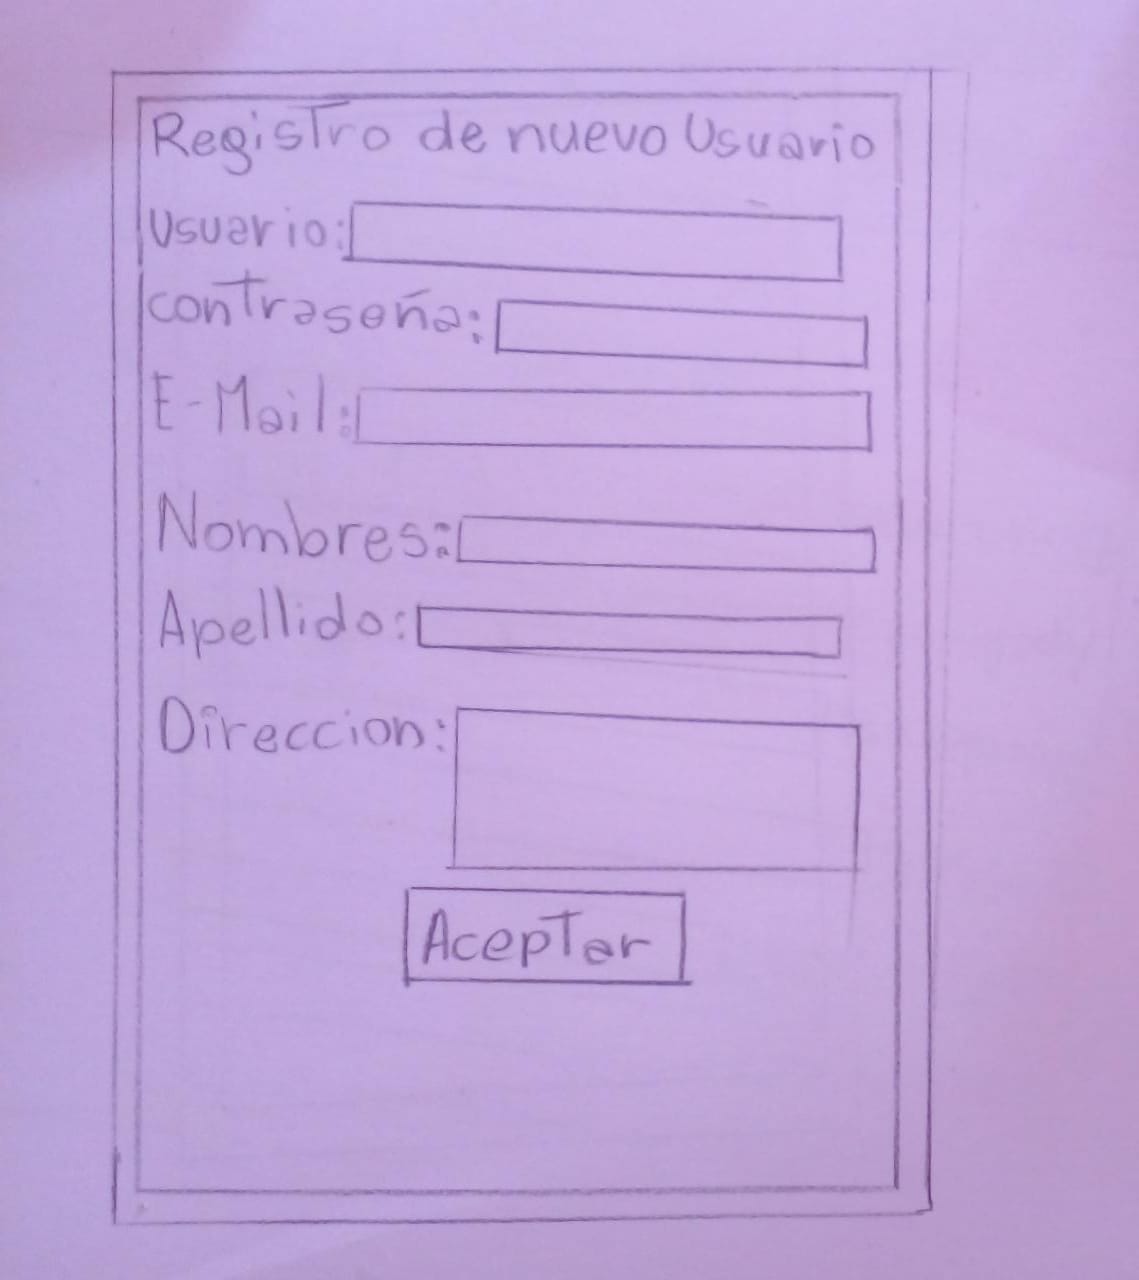 Registro de nuevo Usuario
Usuario:
contraseña:
E-Mail:
Nombres:
Apellido:
Direccion:
Aceptar